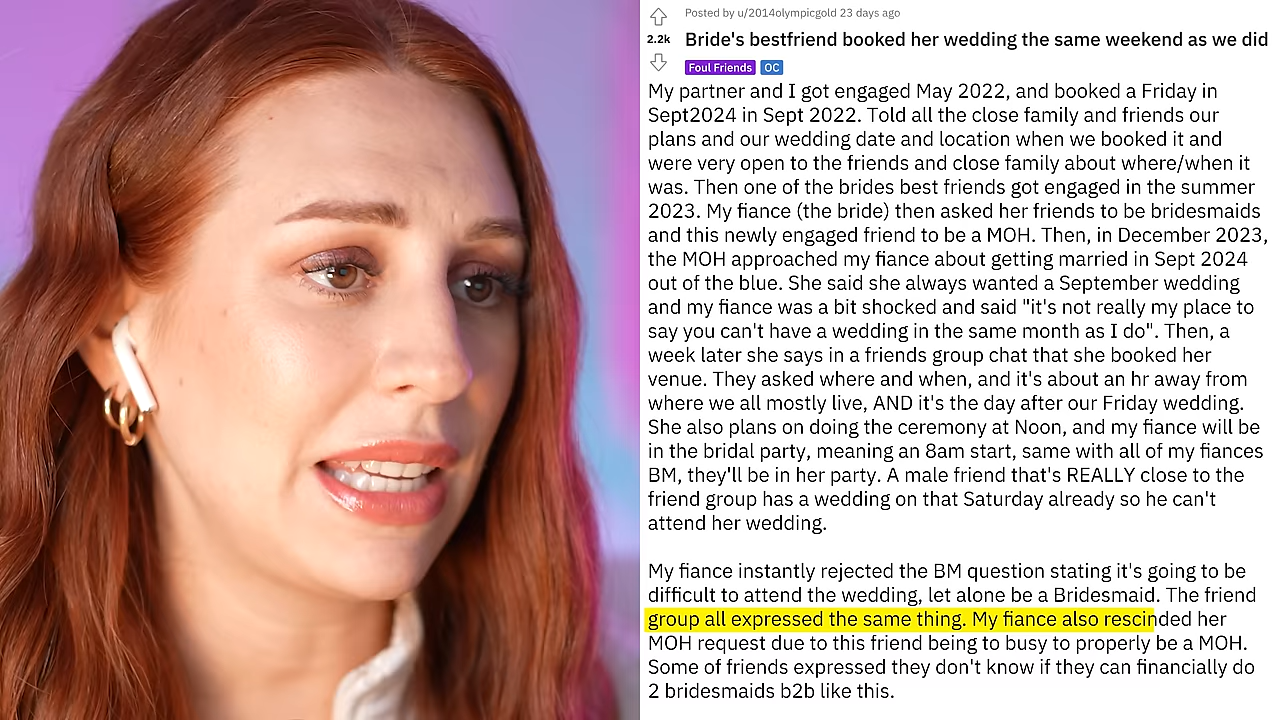 Posted by u/2014olympicgold 23 days ago
2.2k
Bride's bestfriend booked her wedding the same weekend as we did
Foul Friends OC
My partner and I got engaged May 2022, and booked a Friday in
Sept2024 in Sept 2022. Told all the close family and friends our
plans and our wedding date and location when we booked it and
were very open to the friends and close family about where/when it
was. Then one of the brides best friends got engaged in the summer
2023. My fiance (the bride) then asked her friends to be bridesmaids
and this newly engaged friend to be a MOH. Then, in December 2023,
the MOH approached my fiance about getting married in Sept 2024
out of the blue. She said she always wanted a September wedding
and my fiance was a bit shocked and said "it's not really my place to
say you can't have a wedding in the same month as I do". Then, a
week later she says in a friends group chat that she booked her
venue. They asked where and when, and it's about an hr away from
where we all mostly live, AND it's the day after our Friday wedding.
She also plans on doing the ceremony at Noon, and my fiance will be
in the bridal party, meaning an 8am start, same with all of my fiances
BM, they'll be in her party. A male friend that's REALLY close to the
friend group has a wedding on that Saturday already so he can't
attend her wedding.
My fiance instantly rejected the BM question stating it's going to be
difficult to attend the wedding, let alone be a Bridesmaid. The friend
group all expressed the same thing. My fiance also rescinded her
MOH request due to this friend being to busy to properly be a MOH.
Some of friends expressed they don't know if they can financially do
2 bridesmaids b2b like this.